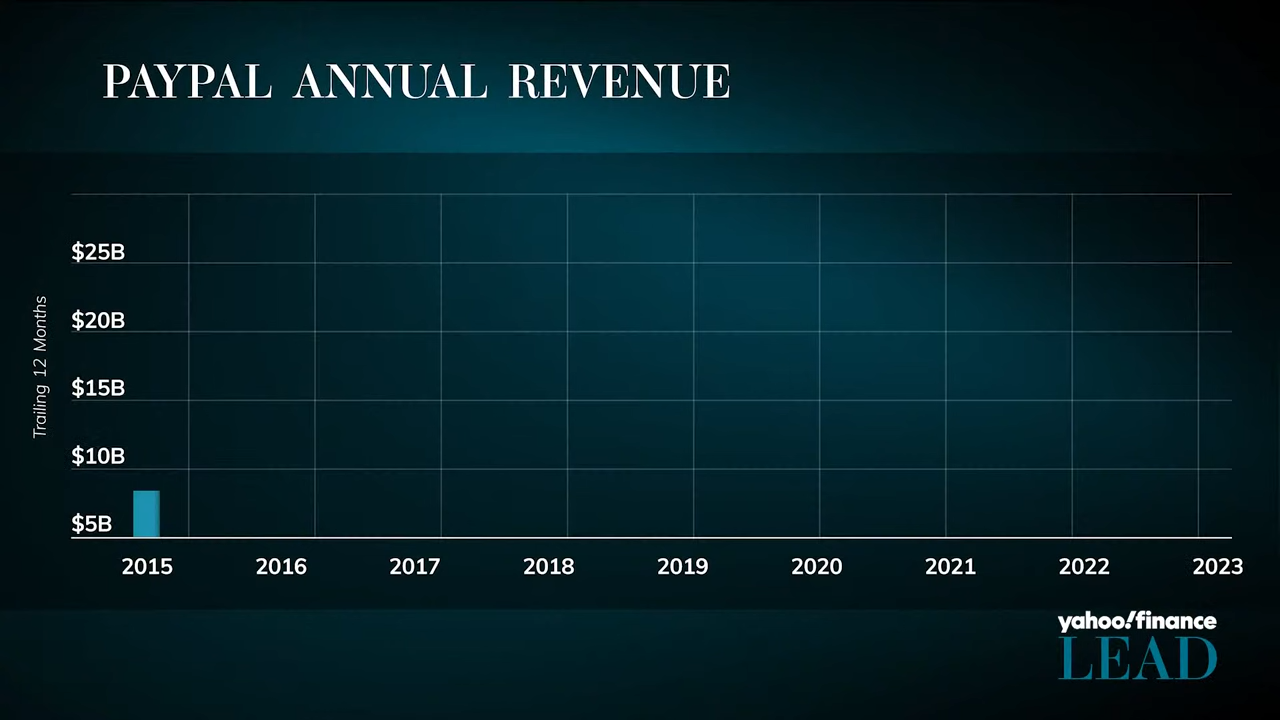 PAYPAL ANNUAL REVENUE
Trailing 12 Months
$25B
$20B
$15B
$10B
$5B
2015 2016 2017 2018 2019 2020 2021 2022 2023
yahoo!finance
LEAD